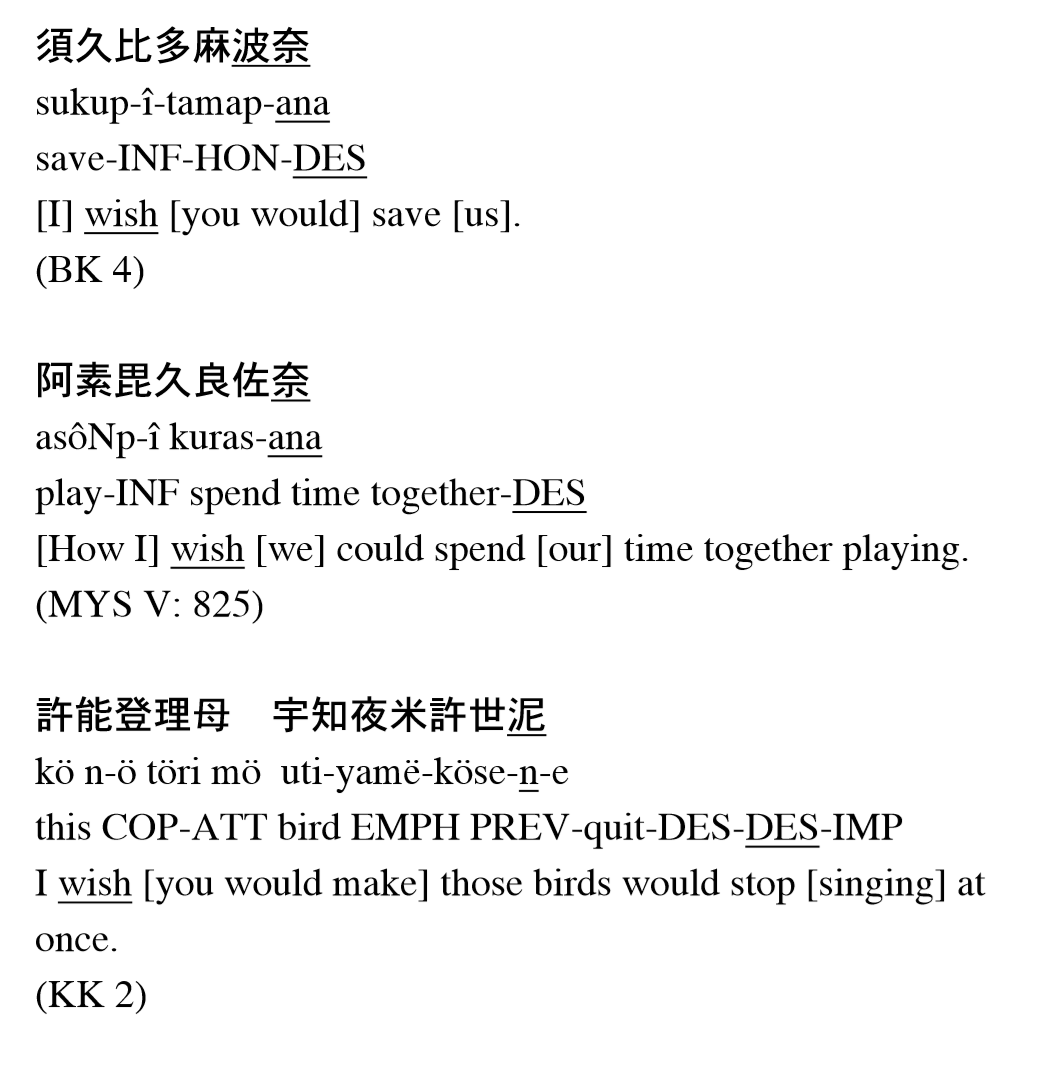 須久比多麻波奈
sukup-î-tamap-ana
save-INF-HON-DES
[I] wish [you would] save [us].
(BK 4)
阿素毘久良佐奈
asôNp-î kuras-ana
play-INF spend time together-DES
[How I] wish [we] could spend [our] time together playing.
(MYS V: 825)
許能登理母　宇知夜米許世泥
kö n-ö töri mö  uti-yamë-köse-n-e
this COP-ATT bird EMPH PREV-quit-DES-DES-IMP
I wish [you would make] those birds would stop [singing] at
once.
(KK 2)